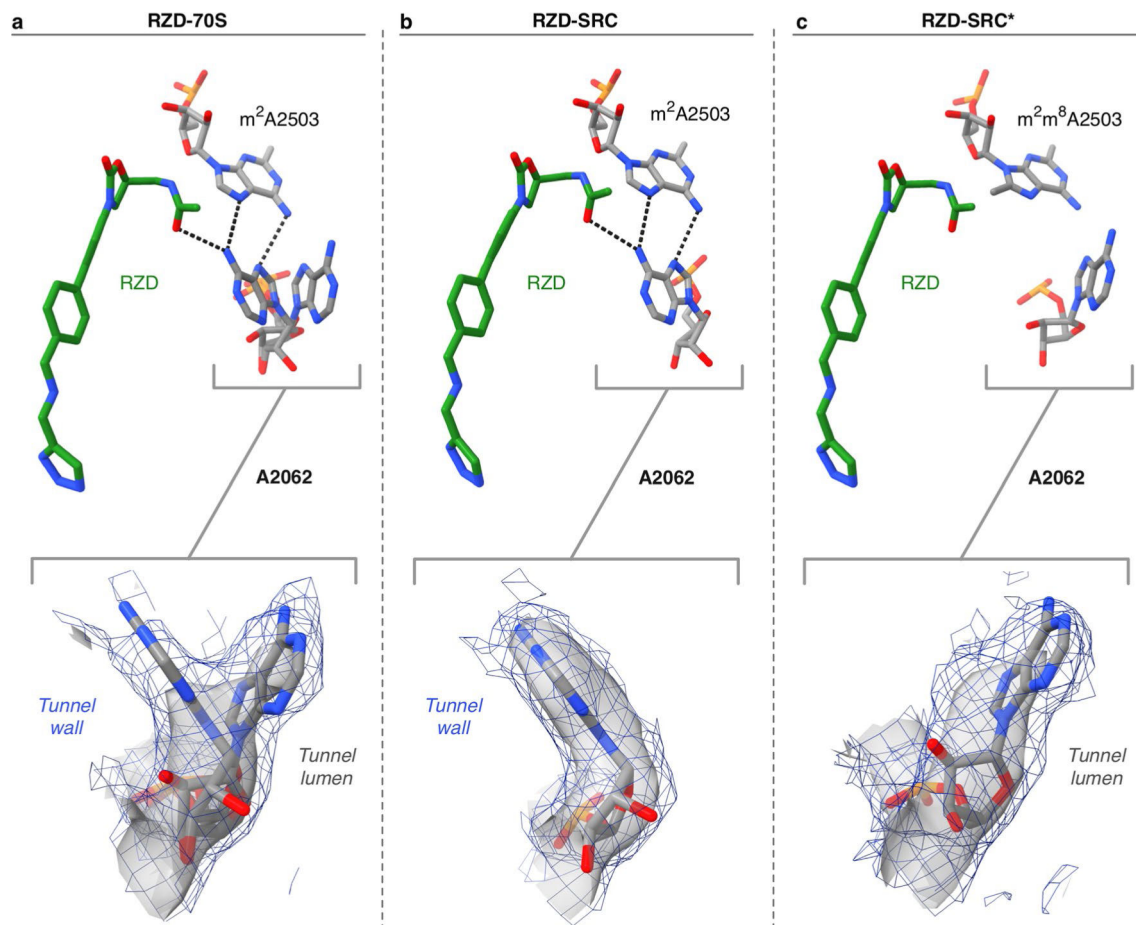 a RZD-70S
m²A2503
RZD
A2062
Tunnel
wall
Tunnel
lumen
b RZD-SRC
m²A2503
RZD
A2062
Tunnel
wall
c RZD-SRC*
m²m⁸A2503
RZD
A2062
Tunnel
lumen